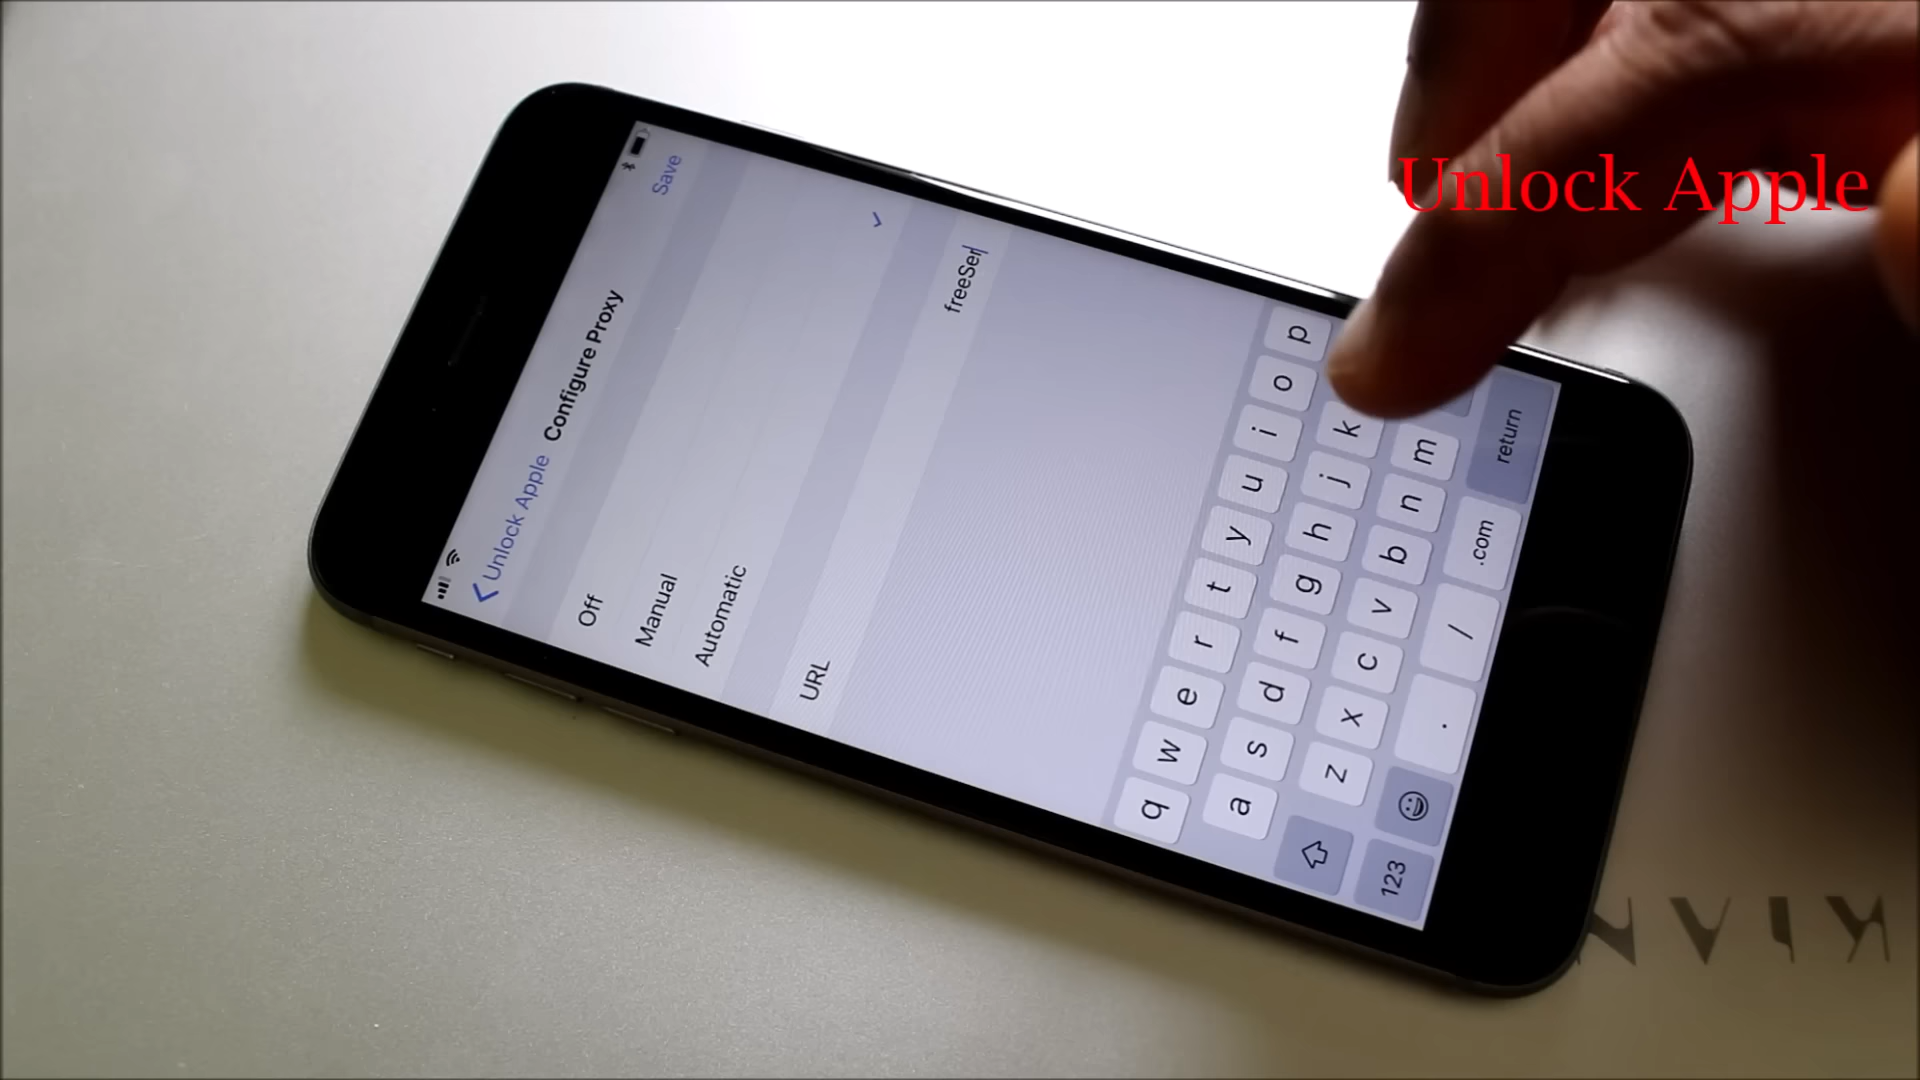 Unlock Apple
Unlock Apple Configure Proxy Save
Off
Manual
Automatic
URL freeSer
q w e r t y u i o p
a s d f g h j k
z x c v b n m
123 . / .com return